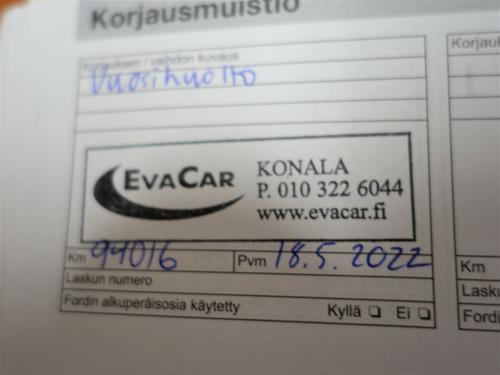 Korjausmuistio
Korjauksen / vaihdon kuvaus
Vuosihuolto
EVACAR
KONALA
P. 010 322 6044
www.evacar.fi
Km 94016 Pvm 18.5.2022
Laskun numero
Fordin alkuperäisosia käytetty Kyllä ☐ Ei ☐
Korjauk
Km
Lasku
Fordi